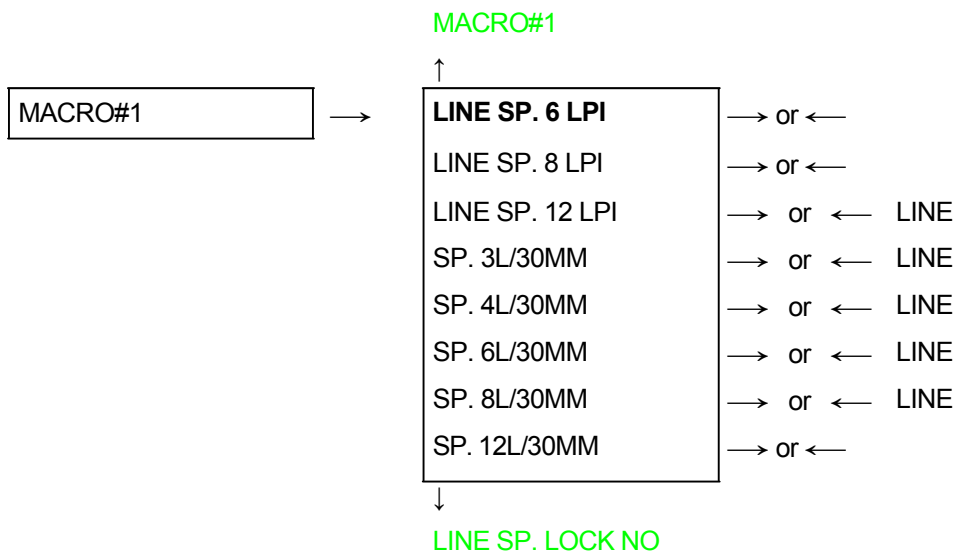 MACRO#1
↑
MACRO#1 → LINE SP. 6 LPI → or ←
LINE SP. 8 LPI → or ←
LINE SP. 12 LPI → or ← LINE
SP. 3L/30MM → or ← LINE
SP. 4L/30MM → or ← LINE
SP. 6L/30MM → or ← LINE
SP. 8L/30MM → or ← LINE
SP. 12L/30MM → or ←
↓
LINE SP. LOCK NO